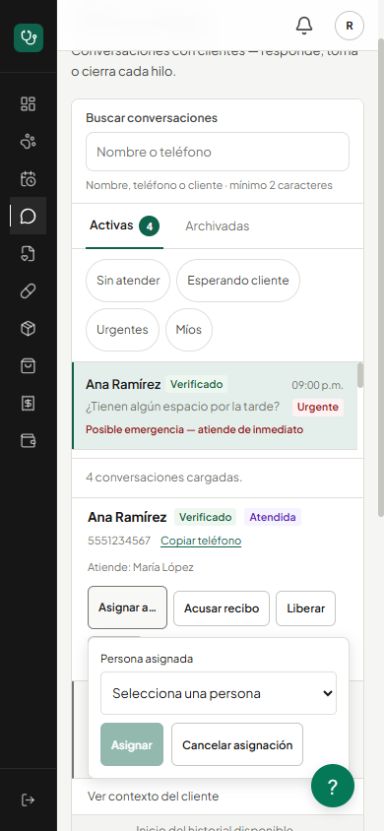 R
Conversaciones con clientes — responde, toma
o cierra cada hilo.
Buscar conversaciones
Nombre o teléfono
Nombre, teléfono o cliente · mínimo 2 caracteres
Activas 4 Archivadas
Sin atender Esperando cliente
Urgentes Míos
Ana Ramírez Verificado 09:00 p.m.
¿Tienen algún espacio por la tarde? Urgente
Posible emergencia — atiende de inmediato
4 conversaciones cargadas.
Ana Ramírez Verificado Atendida
5551234567 Copiar teléfono
Atiende: María López
Asignar a... Acusar recibo Liberar
Persona asignada
Selecciona una persona
Asignar Cancelar asignación
?
Ver contexto del cliente
Inicio del historial disponible